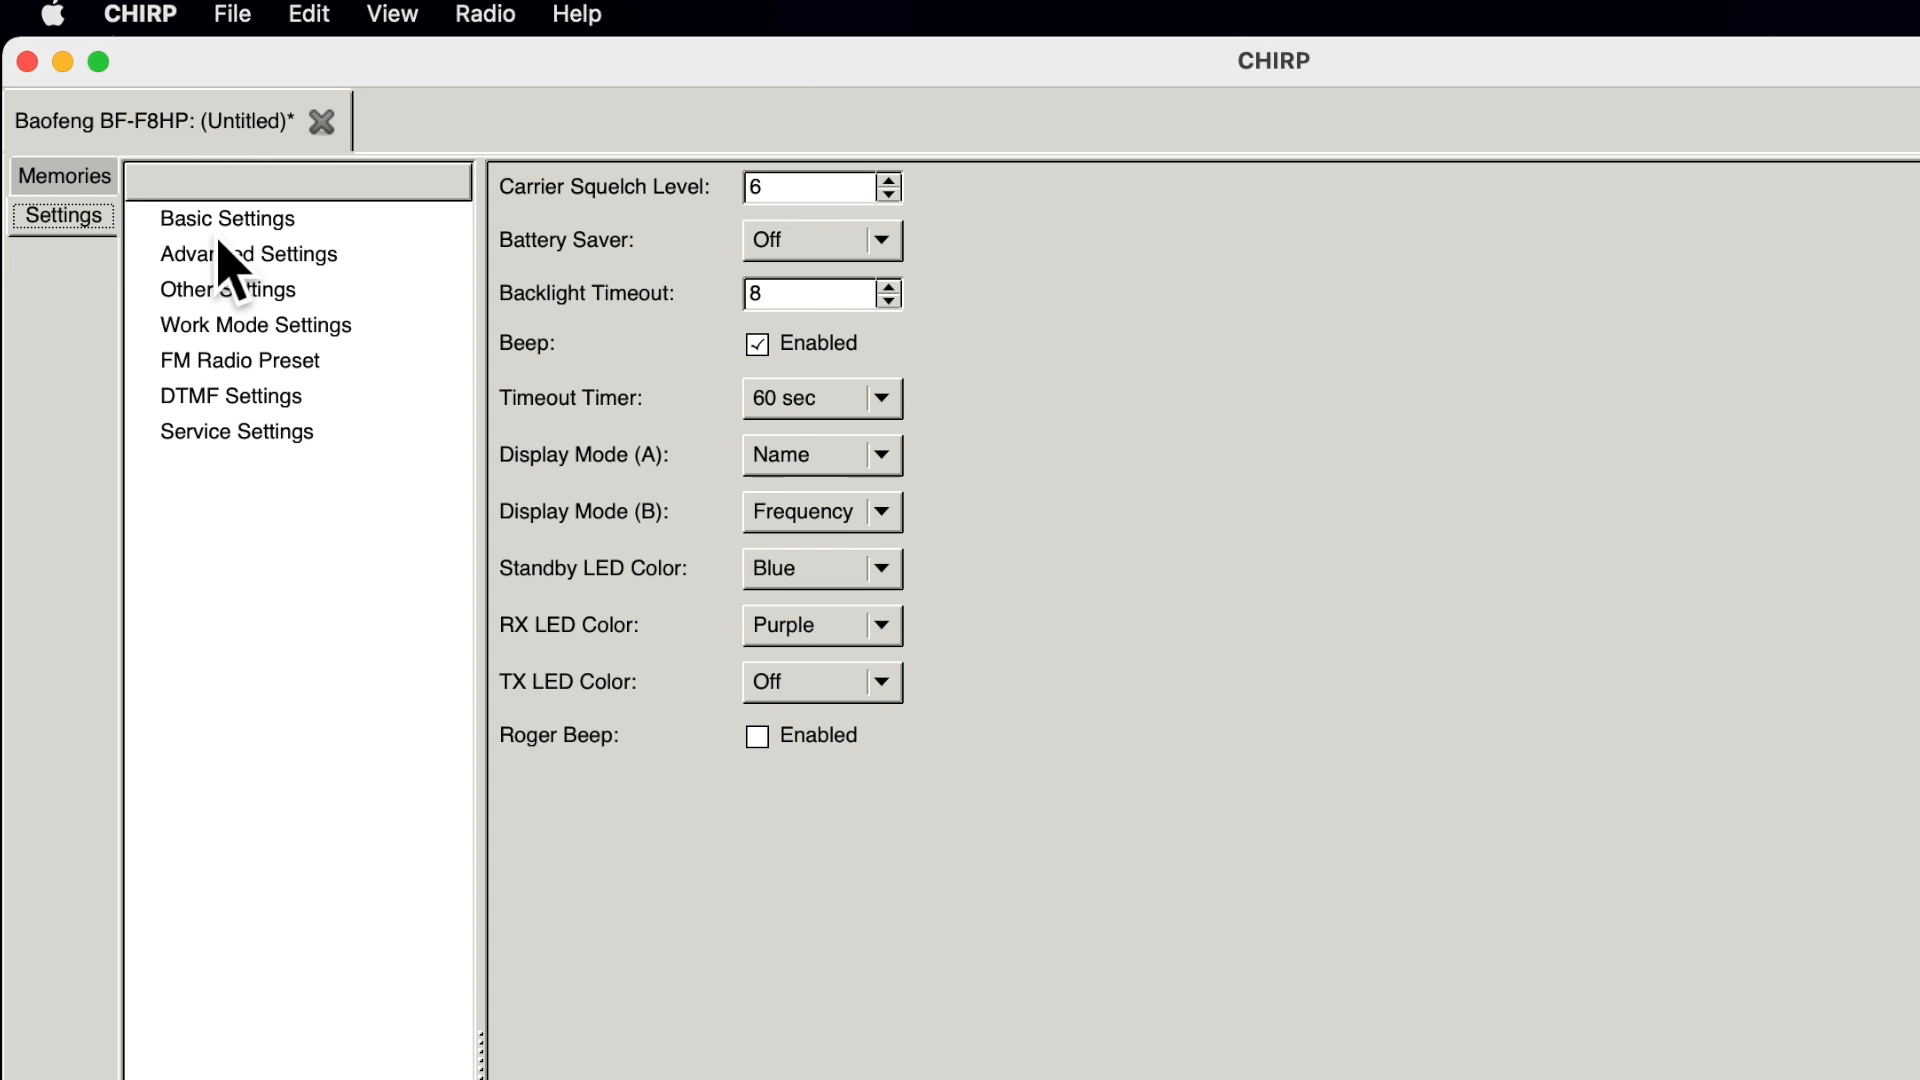 CHIRP File Edit View Radio Help
CHIRP
Baofeng BF-F8HP: (Untitled)*
Memories
Settings
Basic Settings
Settings
Work Mode Settings
FM Radio Preset
DTMF Settings
Service Settings
Carrier Squelch Level: 6
Battery Saver: Off
Backlight Timeout: 8
Beep: Enabled
Timeout Timer: 60 sec
Display Mode (A): Name
Display Mode (B): Frequency
Standby LED Color: Blue
RX LED Color: Purple
TX LED Color: Off
Roger Beep: Enabled